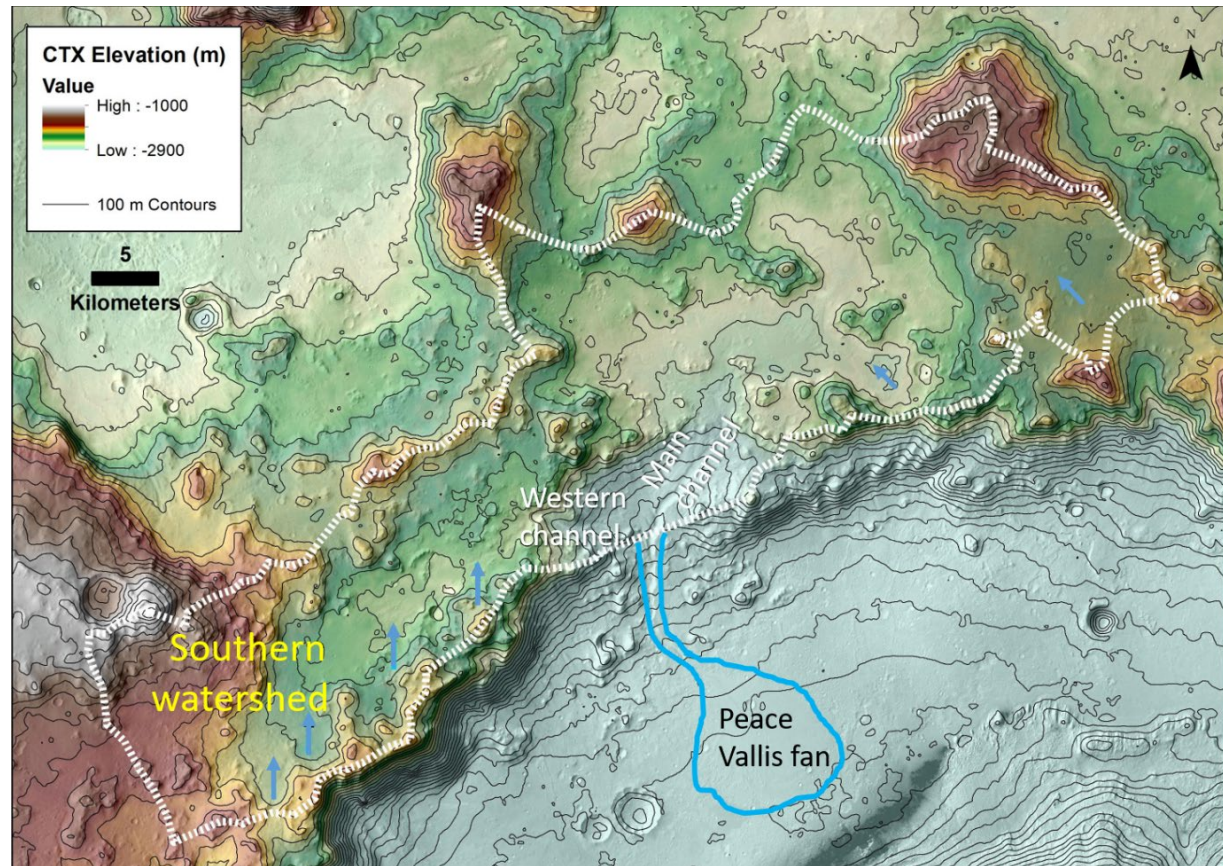 CTX Elevation (m)
Value
High : -1000
Low : -2900
100 m Contours
5
Kilometers
N
Western
channel
Main
channel
Southern
watershed
Peace
Vallis fan